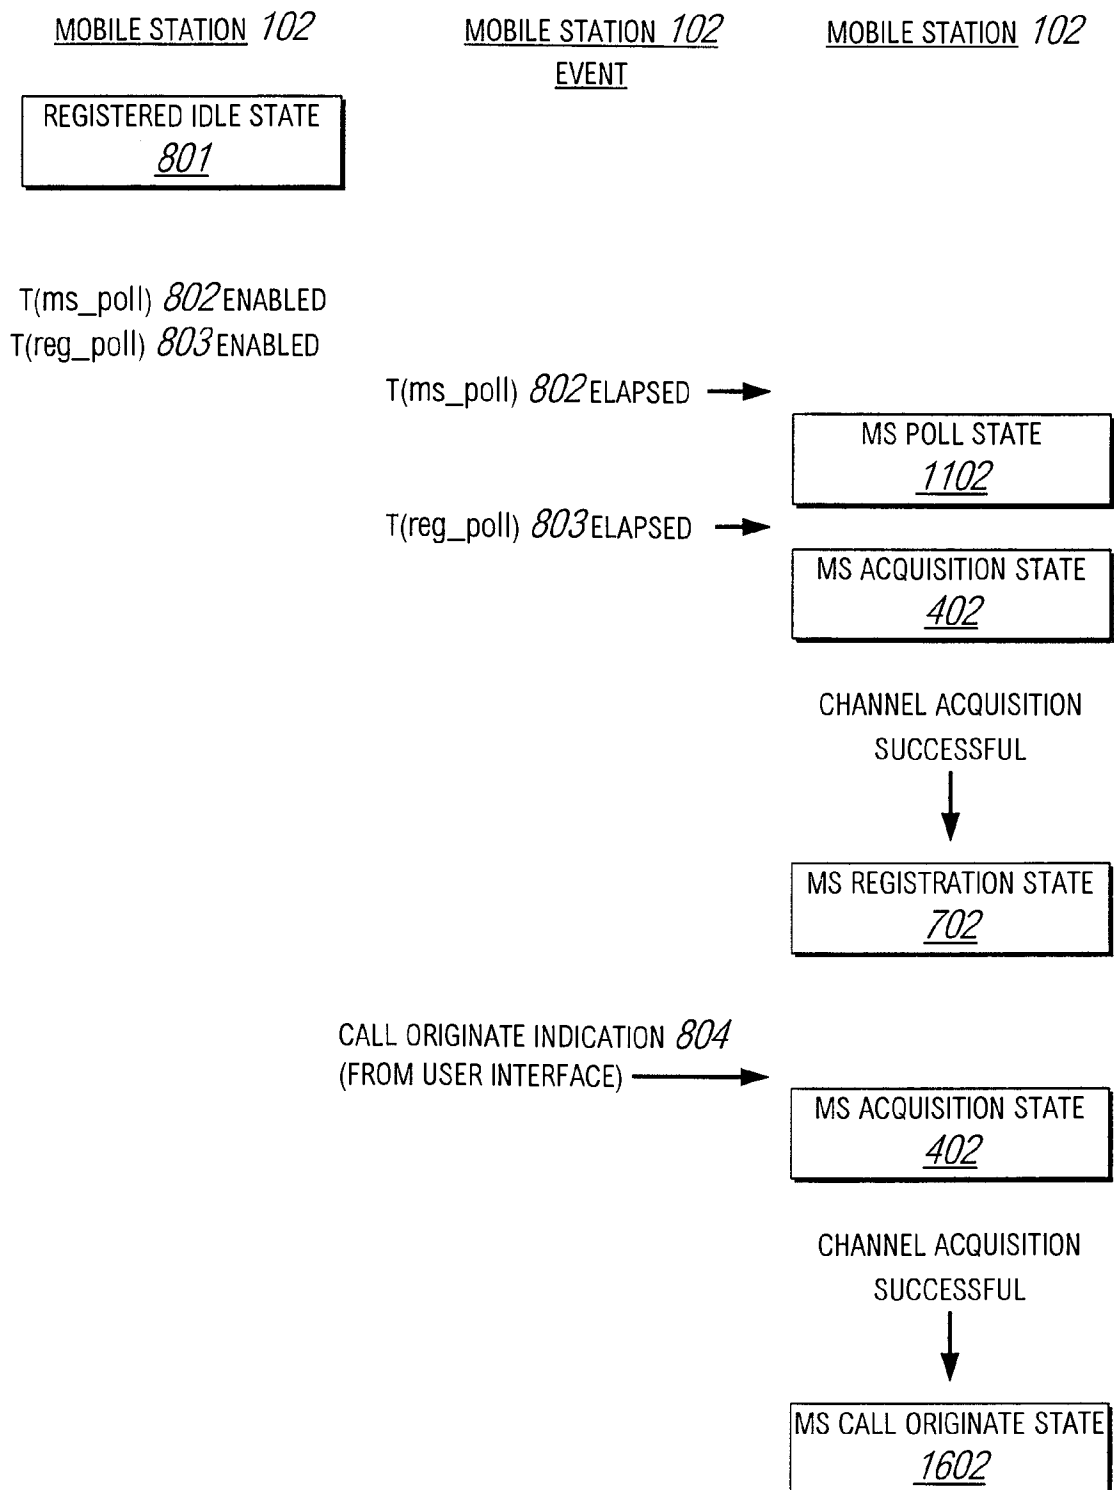 MOBILE STATION 102
MOBILE STATION 102
EVENT
MOBILE STATION 102
REGISTERED IDLE STATE
801
T(ms_poll) 802 ENABLED
T(reg_poll) 803 ENABLED
T(ms_poll) 802 ELAPSED
MS POLL STATE
1102
T(reg_poll) 803 ELAPSED
MS ACQUISITION STATE
402
CHANNEL ACQUISITION
SUCCESSFUL
MS REGISTRATION STATE
702
CALL ORIGINATE INDICATION 804
(FROM USER INTERFACE)
MS ACQUISITION STATE
402
CHANNEL ACQUISITION
SUCCESSFUL
MS CALL ORIGINATE STATE
1602